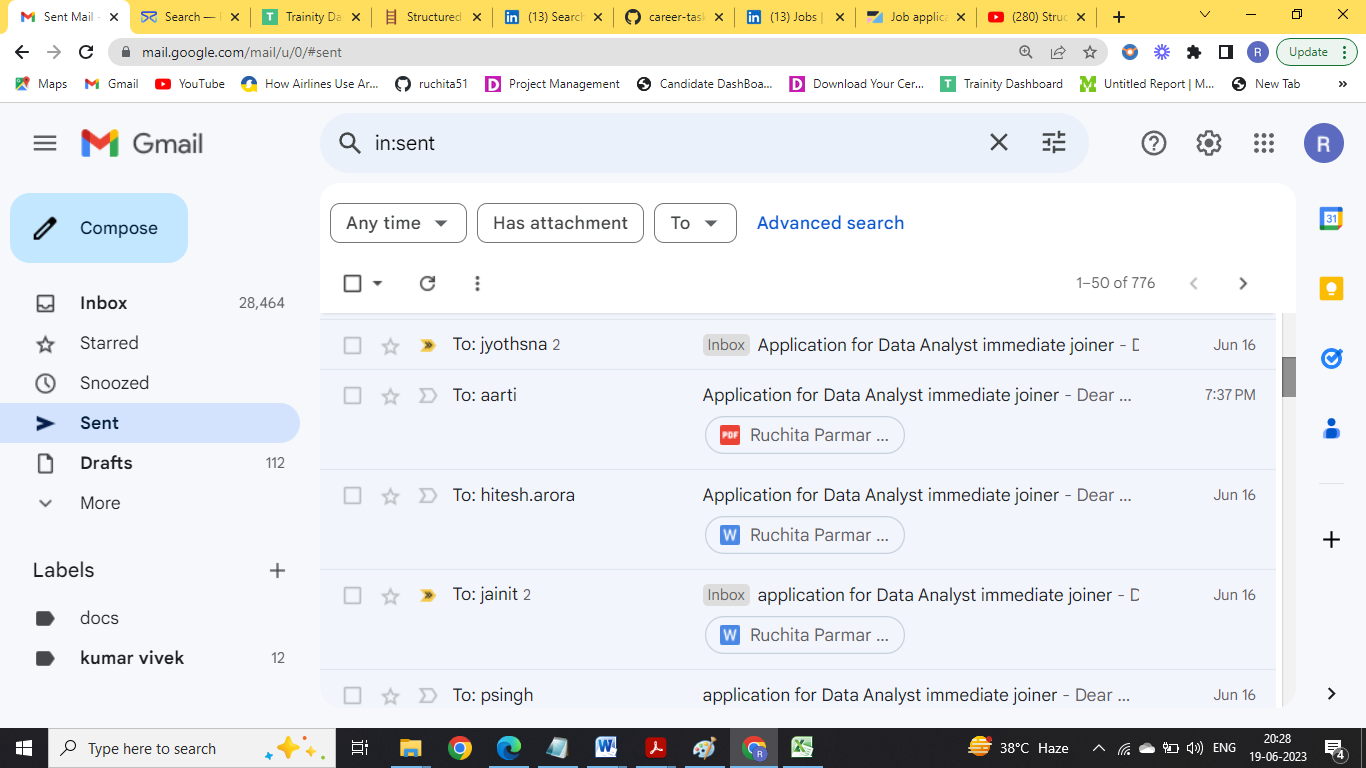 Sent Mail -
Search —
Trainity Da
Structured
(13) Search
career-task
(13) Jobs |
Job applica
(280) Struc
mail.google.com/mail/u/0/#sent
R
Update
Maps
Gmail
YouTube
How Airlines Use Ar...
ruchita51
Project Management
Candidate DashBoa...
Download Your Cer...
Trainity Dashboard
Untitled Report | M...
New Tab
»
Gmail
in:sent
R
Compose
Any time
Has attachment
To
Advanced search
31
1–50 of 776
Inbox 28,464
Starred
Snoozed
Sent
Drafts 112
More
Labels
docs
kumar vivek 12
To: jyothsna 2 Inbox Application for Data Analyst immediate joiner - D Jun 16
To: aarti Application for Data Analyst immediate joiner - Dear ... 7:37 PM
PDF Ruchita Parmar ...
To: hitesh.arora Application for Data Analyst immediate joiner - Dear ... Jun 16
W Ruchita Parmar ...
To: jainit 2 Inbox application for Data Analyst immediate joiner - D Jun 16
W Ruchita Parmar ...
To: psingh application for Data Analyst immediate joiner - Dear ... Jun 16
Type here to search
38°C Haze
ENG
20:28
19-06-2023
4